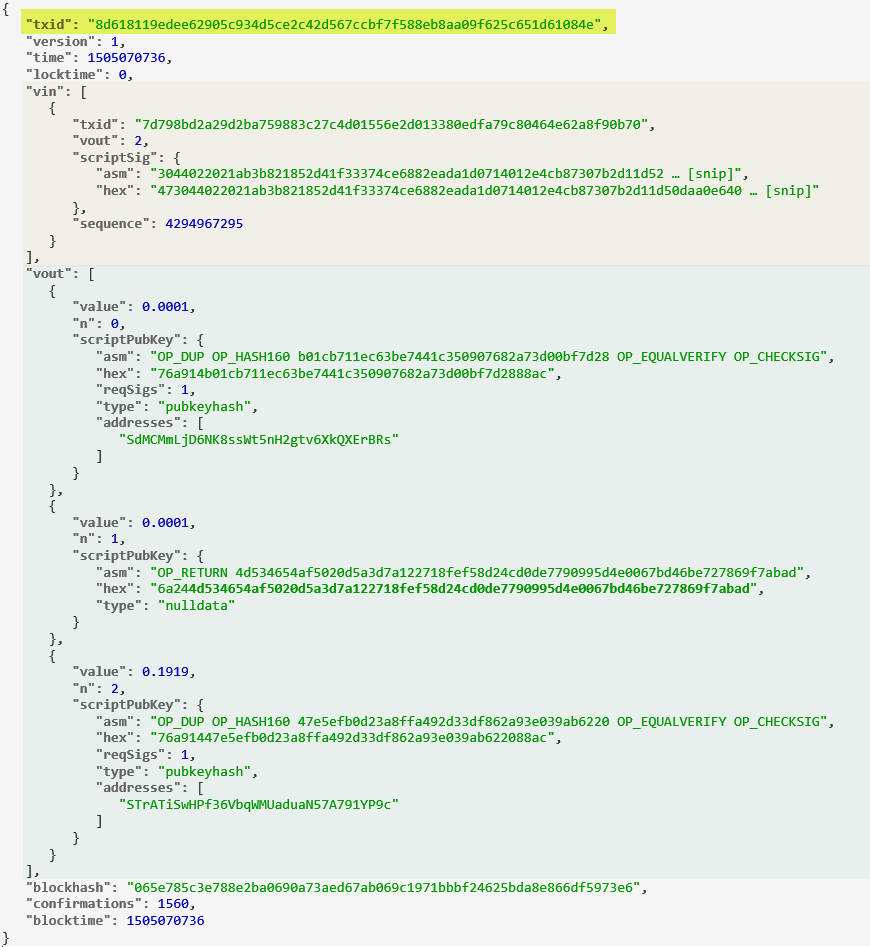 {
"txid": "8d618119edee62905c934d5ce2c42d567ccbf7f588eb8aa09f625c651d61084e",
"version": 1,
"time": 1505070736,
"locktime": 0,
"vin": [
{
"txid": "7d798bd2a29d2ba759883c27c4d01556e2d013380edfa79c80464e62a8f90b70",
"vout": 2,
"scriptSig": {
"asm": "3044022021ab3b821852d41f33374ce6882eada1d0714012e4cb87307b2d11d52 … [snip]",
"hex": "473044022021ab3b821852d41f33374ce6882eada1d0714012e4cb87307b2d11d50daa0e640 … [snip]"
},
"sequence": 4294967295
}
],
"vout": [
{
"value": 0.0001,
"n": 0,
"scriptPubKey": {
"asm": "OP_DUP OP_HASH160 b01cb711ec63be7441c350907682a73d00bf7d28 OP_EQUALVERIFY OP_CHECKSIG",
"hex": "76a914b01cb711ec63be7441c350907682a73d00bf7d2888ac",
"reqSigs": 1,
"type": "pubkeyhash",
"addresses": [
"SdMCMmLjD6NK8ssWt5nH2gtv6XkQXErBRs"
]
}
},
{
"value": 0.0001,
"n": 1,
"scriptPubKey": {
"asm": "OP_RETURN 4d534654af5020d5a3d7a122718fef58d24cd0de7790995d4e0067bd46be727869f7abad",
"hex": "6a244d534654af5020d5a3d7a122718fef58d24cd0de7790995d4e0067bd46be727869f7abad",
"type": "nulldata"
}
},
{
"value": 0.1919,
"n": 2,
"scriptPubKey": {
"asm": "OP_DUP OP_HASH160 47e5efb0d23a8ffa492d33df862a93e039ab6220 OP_EQUALVERIFY OP_CHECKSIG",
"hex": "76a91447e5efb0d23a8ffa492d33df862a93e039ab622088ac",
"reqSigs": 1,
"type": "pubkeyhash",
"addresses": [
"STrATiSwHPf36VbqWMUaduaN57A791YP9c"
]
}
}
],
"blockhash": "065e785c3e788e2ba0690a73aed67ab069c1971bbbf24625bda8e866df5973e6",
"confirmations": 1560,
"blocktime": 1505070736
}